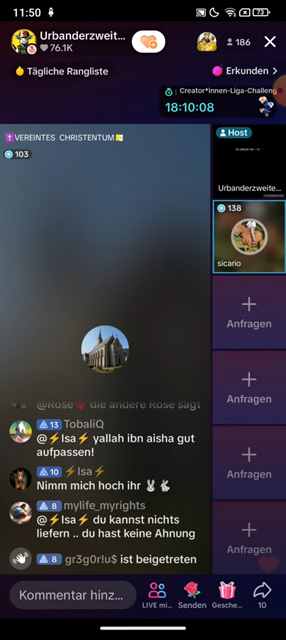 11:50
73
Urbanderzweit...
76.1K
186
Tägliche Rangliste
Erkunden >
Creator*innen-Liga-Challeng
18:10:08
✝️VEREINTES CHRISTENTUM🇻🇦
103
Host
Urbanderzweite...
138
sicario
Anfragen
Anfragen
Anfragen
Anfragen
@Rose❤️ die andere Rose sagt
13 TobaliQ
@⚡Isa⚡ yallah ibn aisha gut
aufpassen!
10 ⚡Isa⚡
Nimm mich hoch ihr 🐰🐇
8 mylife_myrights
@⚡Isa⚡ du kannst nichts
liefern .. du hast keine Ahnung
8 gr3g0r!u$ ist beigetreten
Kommentar hinz...
LIVE mi...
Senden
Gesche...
10